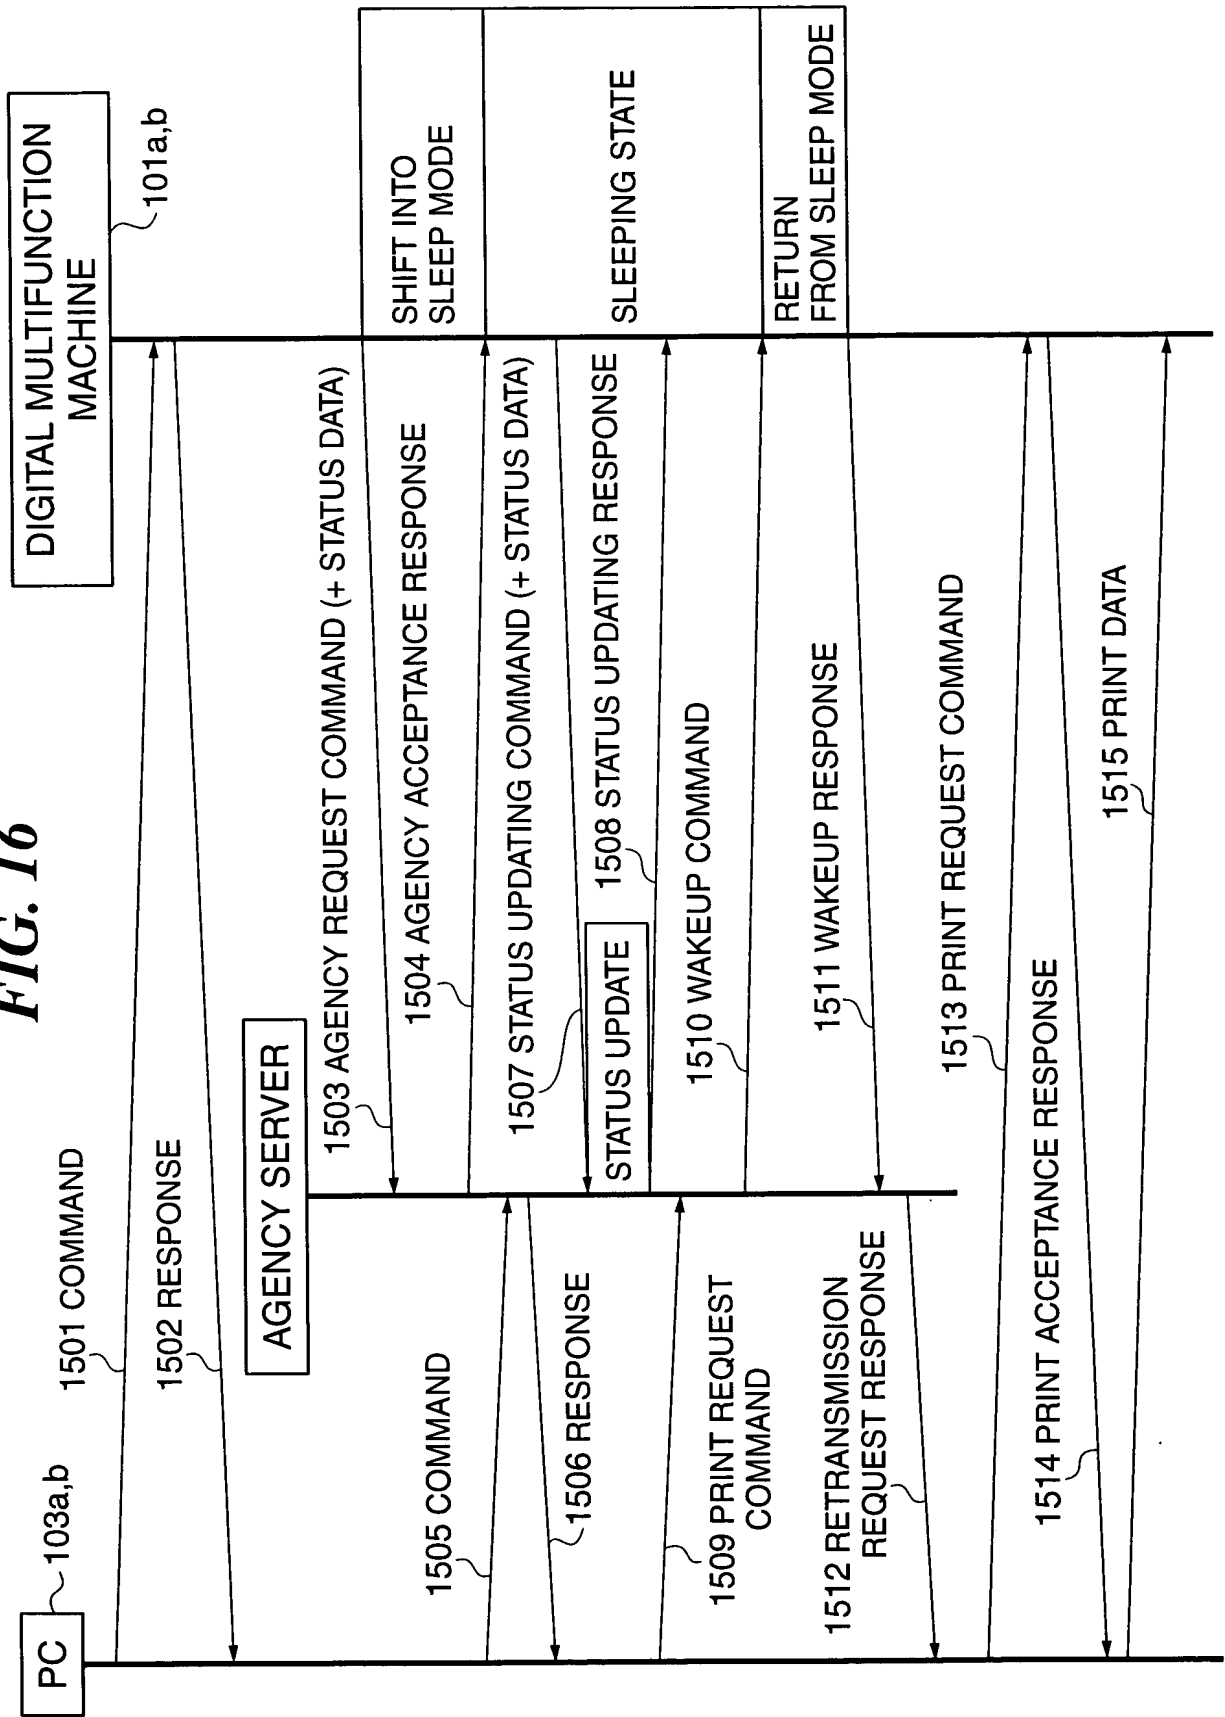 FIG. 16
PC
103a,b
DIGITAL MULTIFUNCTION
MACHINE
101a,b
1501 COMMAND
1502 RESPONSE
AGENCY SERVER
1503 AGENCY REQUEST COMMAND (+ STATUS DATA)
SHIFT INTO
SLEEP MODE
1504 AGENCY ACCEPTANCE RESPONSE
1505 COMMAND
1506 RESPONSE
1507 STATUS UPDATING COMMAND (+ STATUS DATA)
SLEEPING STATE
STATUS UPDATE
1508 STATUS UPDATING RESPONSE
1509 PRINT REQUEST
COMMAND
1510 WAKEUP COMMAND
RETURN
FROM SLEEP MODE
1511 WAKEUP RESPONSE
1512 RETRANSMISSION
REQUEST RESPONSE
1513 PRINT REQUEST COMMAND
1514 PRINT ACCEPTANCE RESPONSE
1515 PRINT DATA